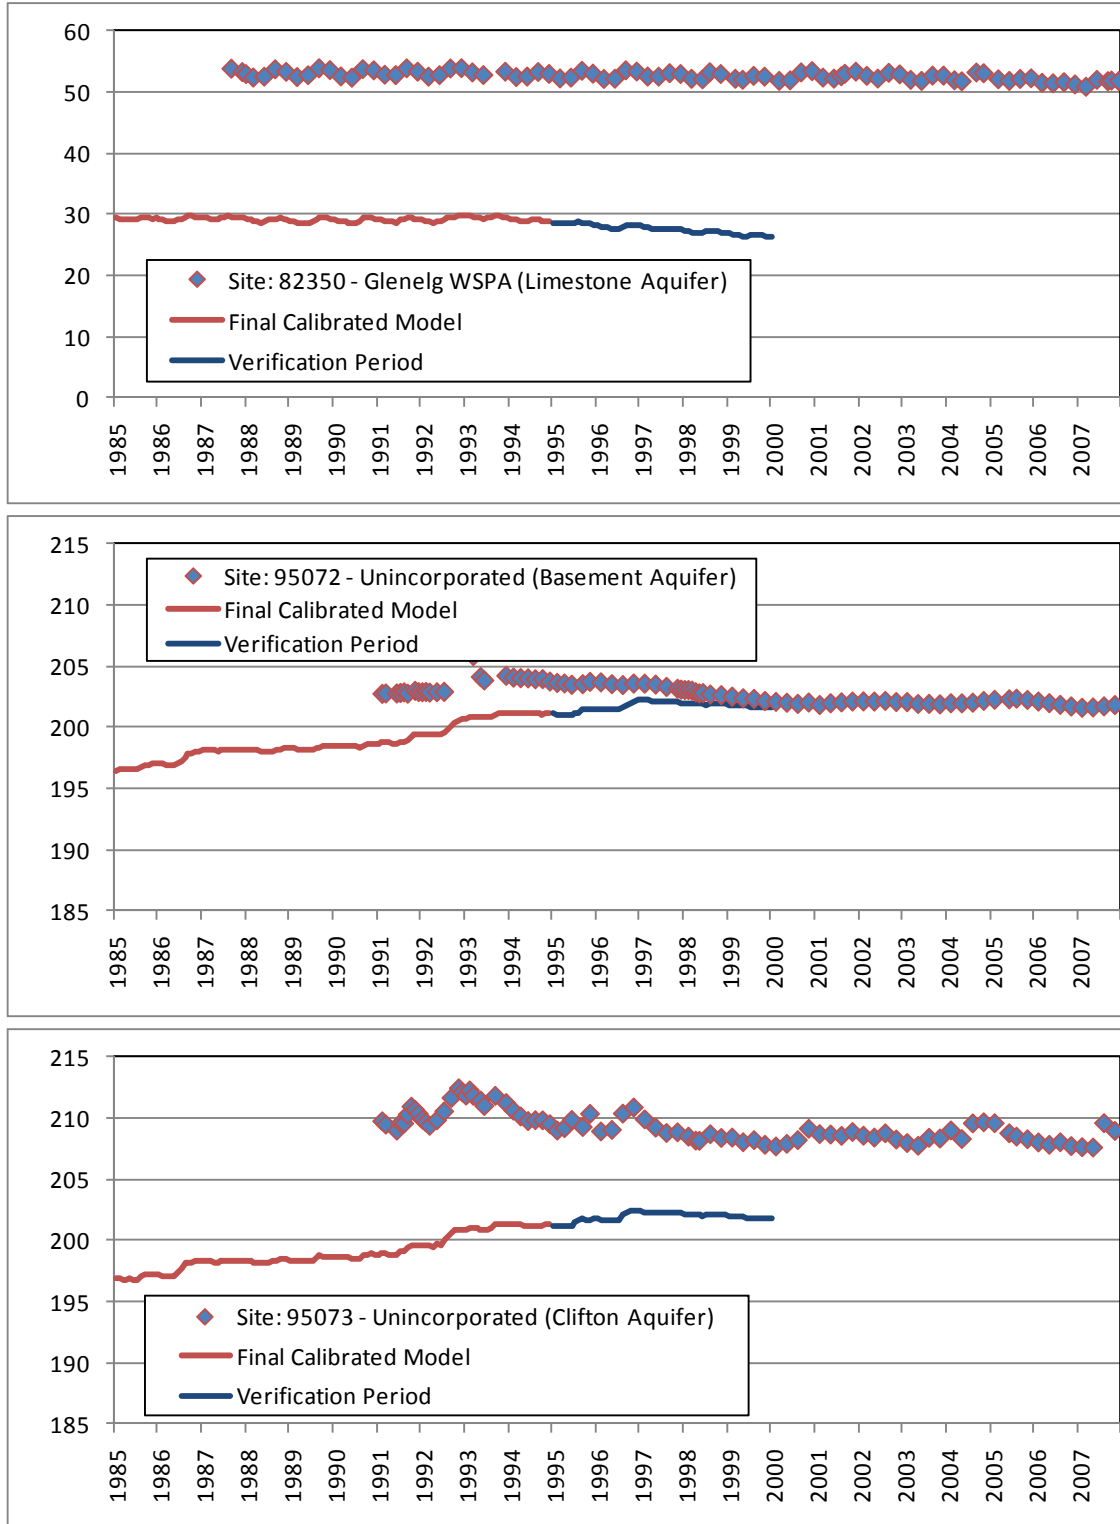 60
50
40
30
20
10
0
Site: 82350 - Glenelg WSPA (Limestone Aquifer)
Final Calibrated Model
Verification Period
1985 1986 1987 1988 1989 1990 1991 1992 1993 1994 1995 1996 1997 1998 1999 2000 2001 2002 2003 2004 2005 2006 2007
215
210
205
200
195
190
185
Site: 95072 - Unincorporated (Basement Aquifer)
Final Calibrated Model
Verification Period
1985 1986 1987 1988 1989 1990 1991 1992 1993 1994 1995 1996 1997 1998 1999 2000 2001 2002 2003 2004 2005 2006 2007
215
210
205
200
195
190
185
Site: 95073 - Unincorporated (Clifton Aquifer)
Final Calibrated Model
Verification Period
1985 1986 1987 1988 1989 1990 1991 1992 1993 1994 1995 1996 1997 1998 1999 2000 2001 2002 2003 2004 2005 2006 2007